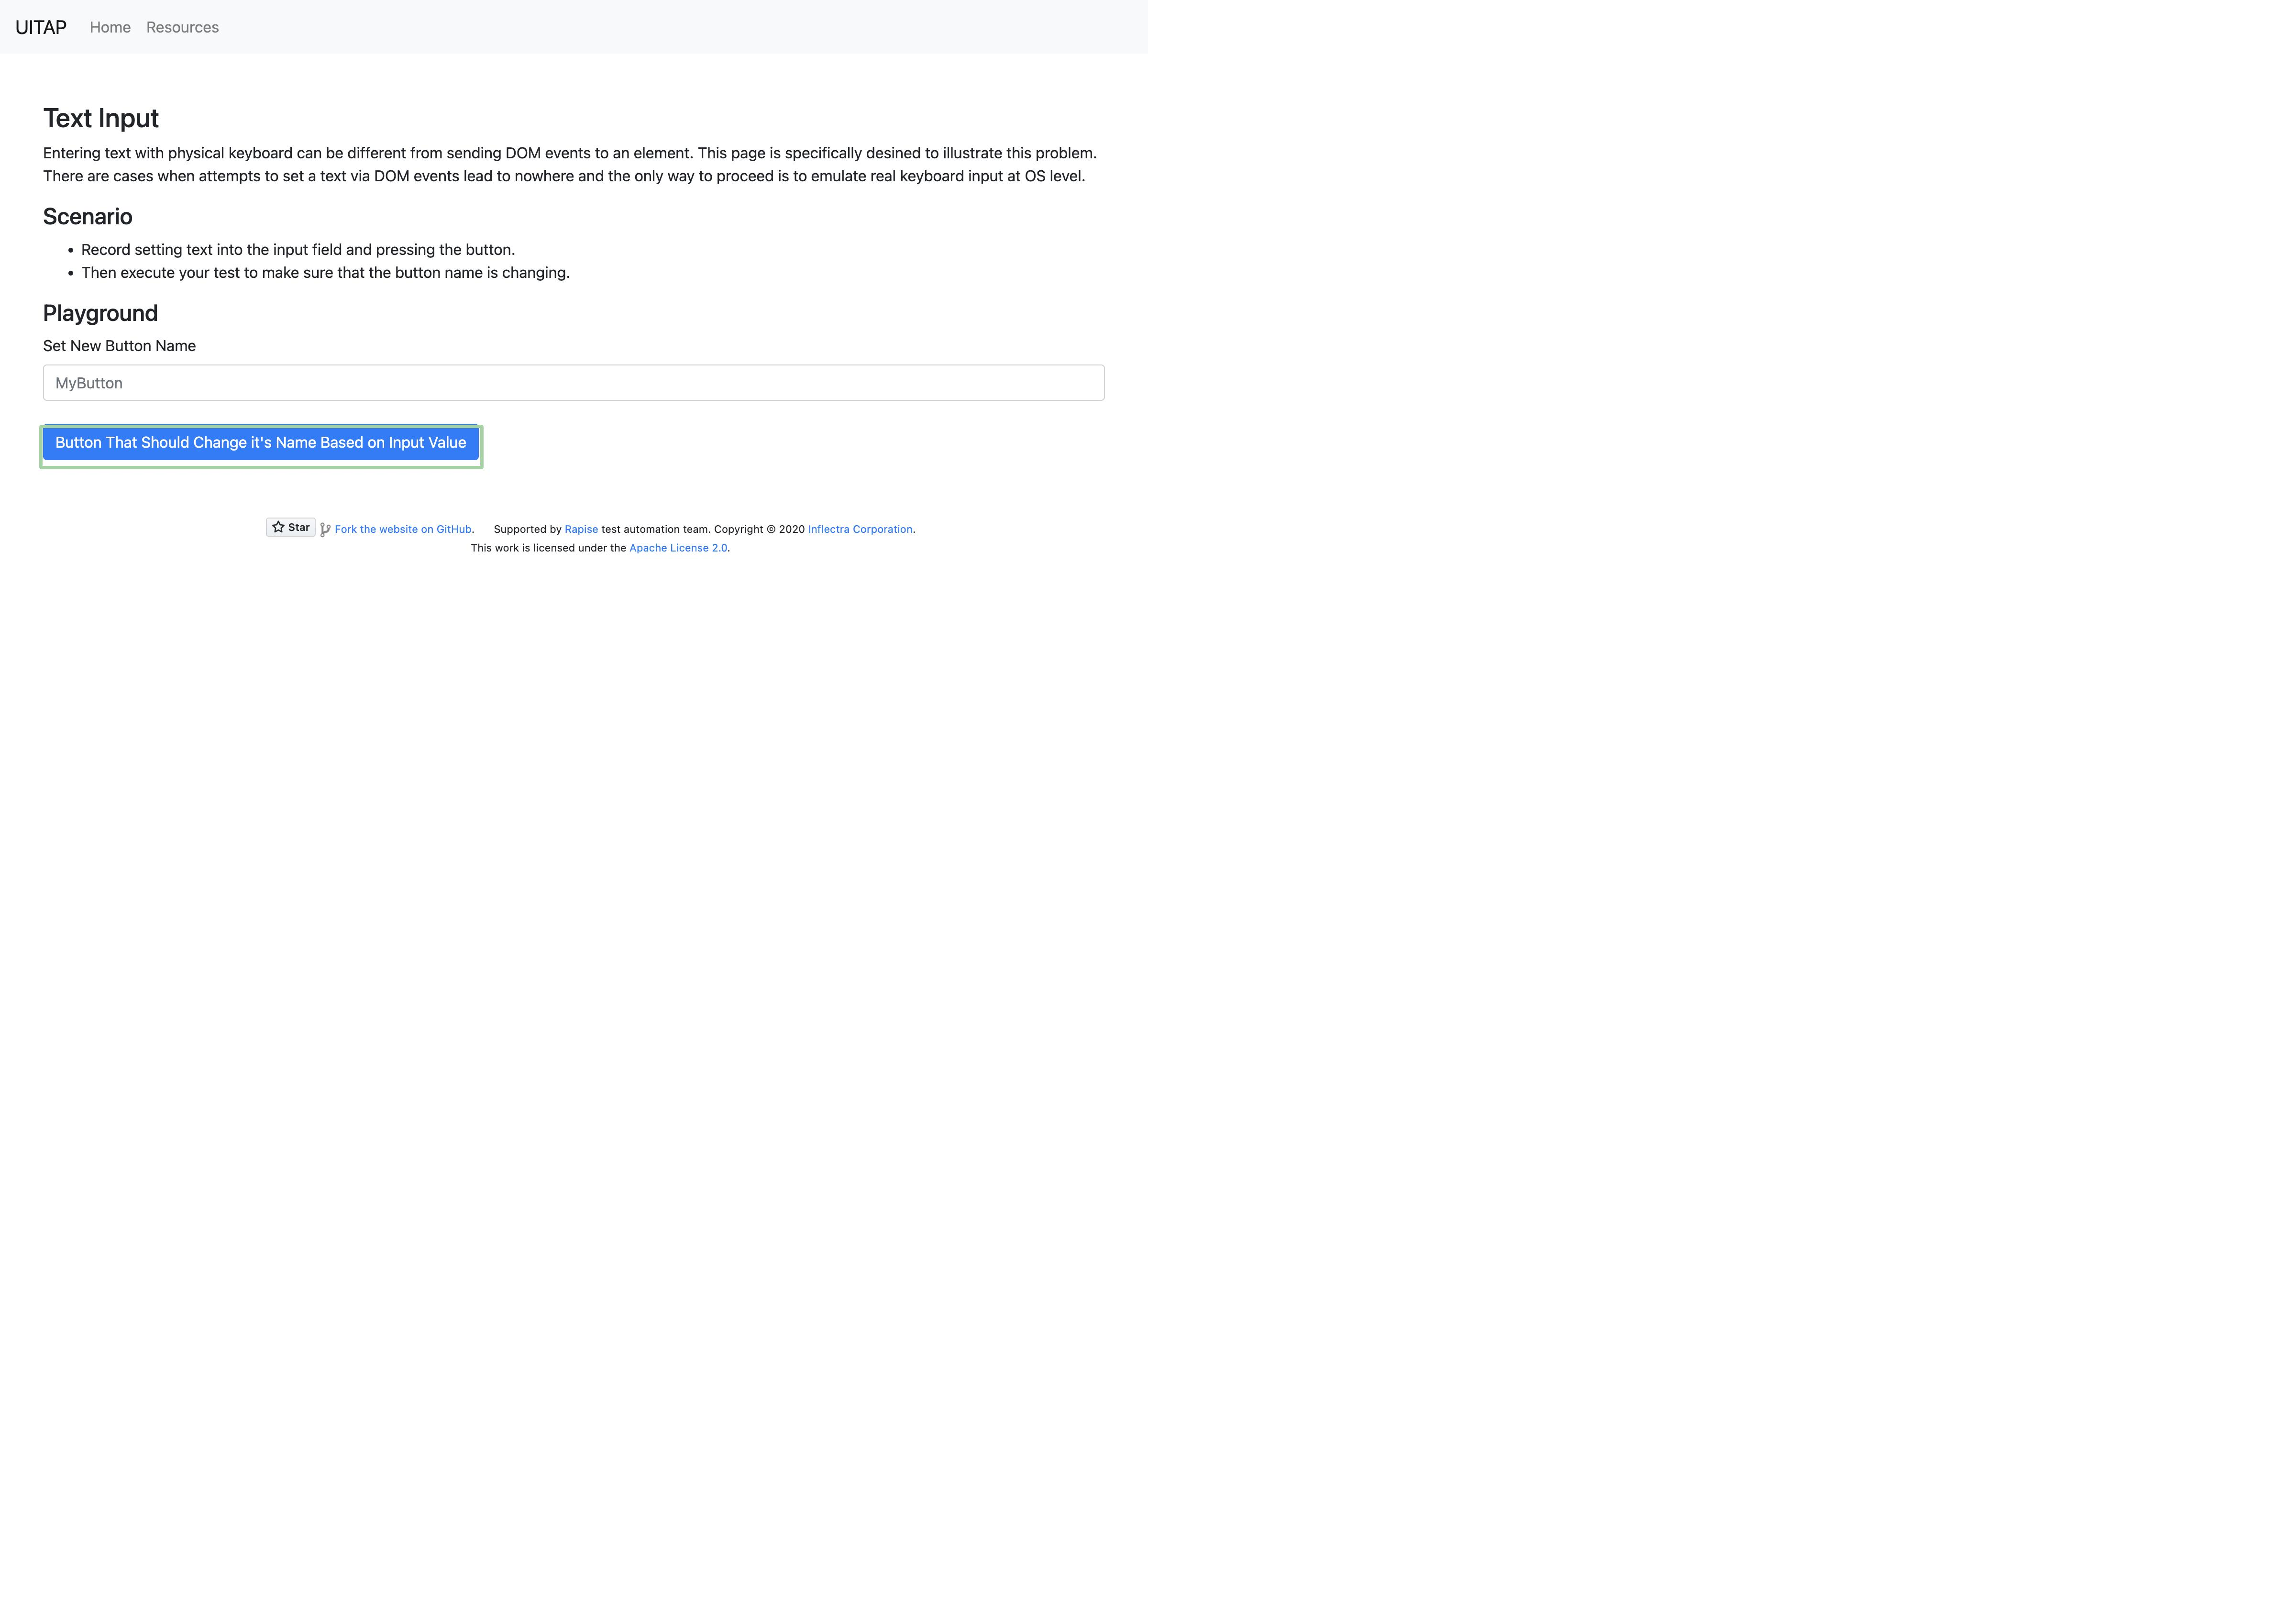 UITAP Home Resources
Text Input
Entering text with physical keyboard can be different from sending DOM events to an element. This page is specifically desined to illustrate this problem.
There are cases when attempts to set a text via DOM events lead to nowhere and the only way to proceed is to emulate real keyboard input at OS level.
Scenario
• Record setting text into the input field and pressing the button.
• Then execute your test to make sure that the button name is changing.
Playground
Set New Button Name
MyButton
Button That Should Change it's Name Based on Input Value
Star Fork the website on GitHub. Supported by Rapise test automation team. Copyright © 2020 Inflectra Corporation.
This work is licensed under the Apache License 2.0.